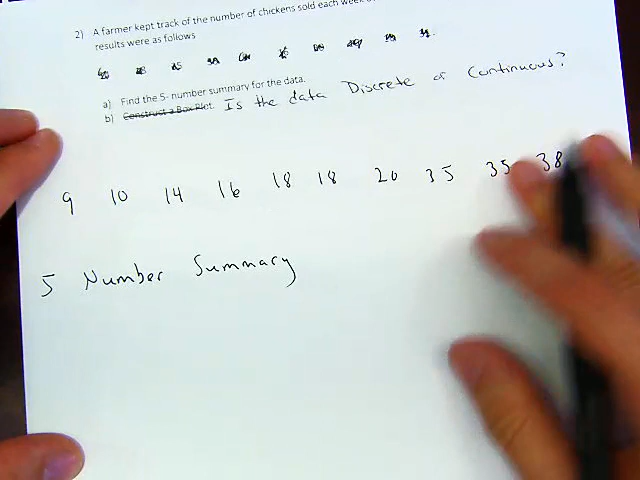 2) A farmer kept track of the number of chickens sold each week
results were as follows
a) Find the 5- number summary for the data.
b) Construct a Box Plot. Is the data Discrete or Continuous?
9 10 14 16 18 18 20 35 35 38
5 Number Summary